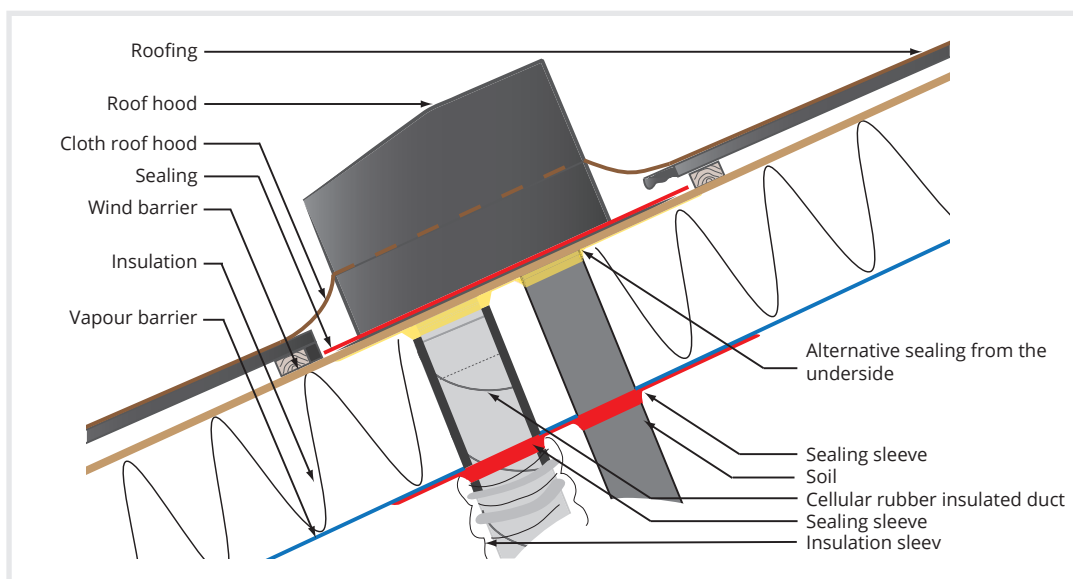 Roofing
Roof hood
Cloth roof hood
Sealing
Wind barrier
Insulation
Vapour barrier
Alternative sealing from the
underside
Sealing sleeve
Soil
Cellular rubber insulated duct
Sealing sleeve
Insulation sleev